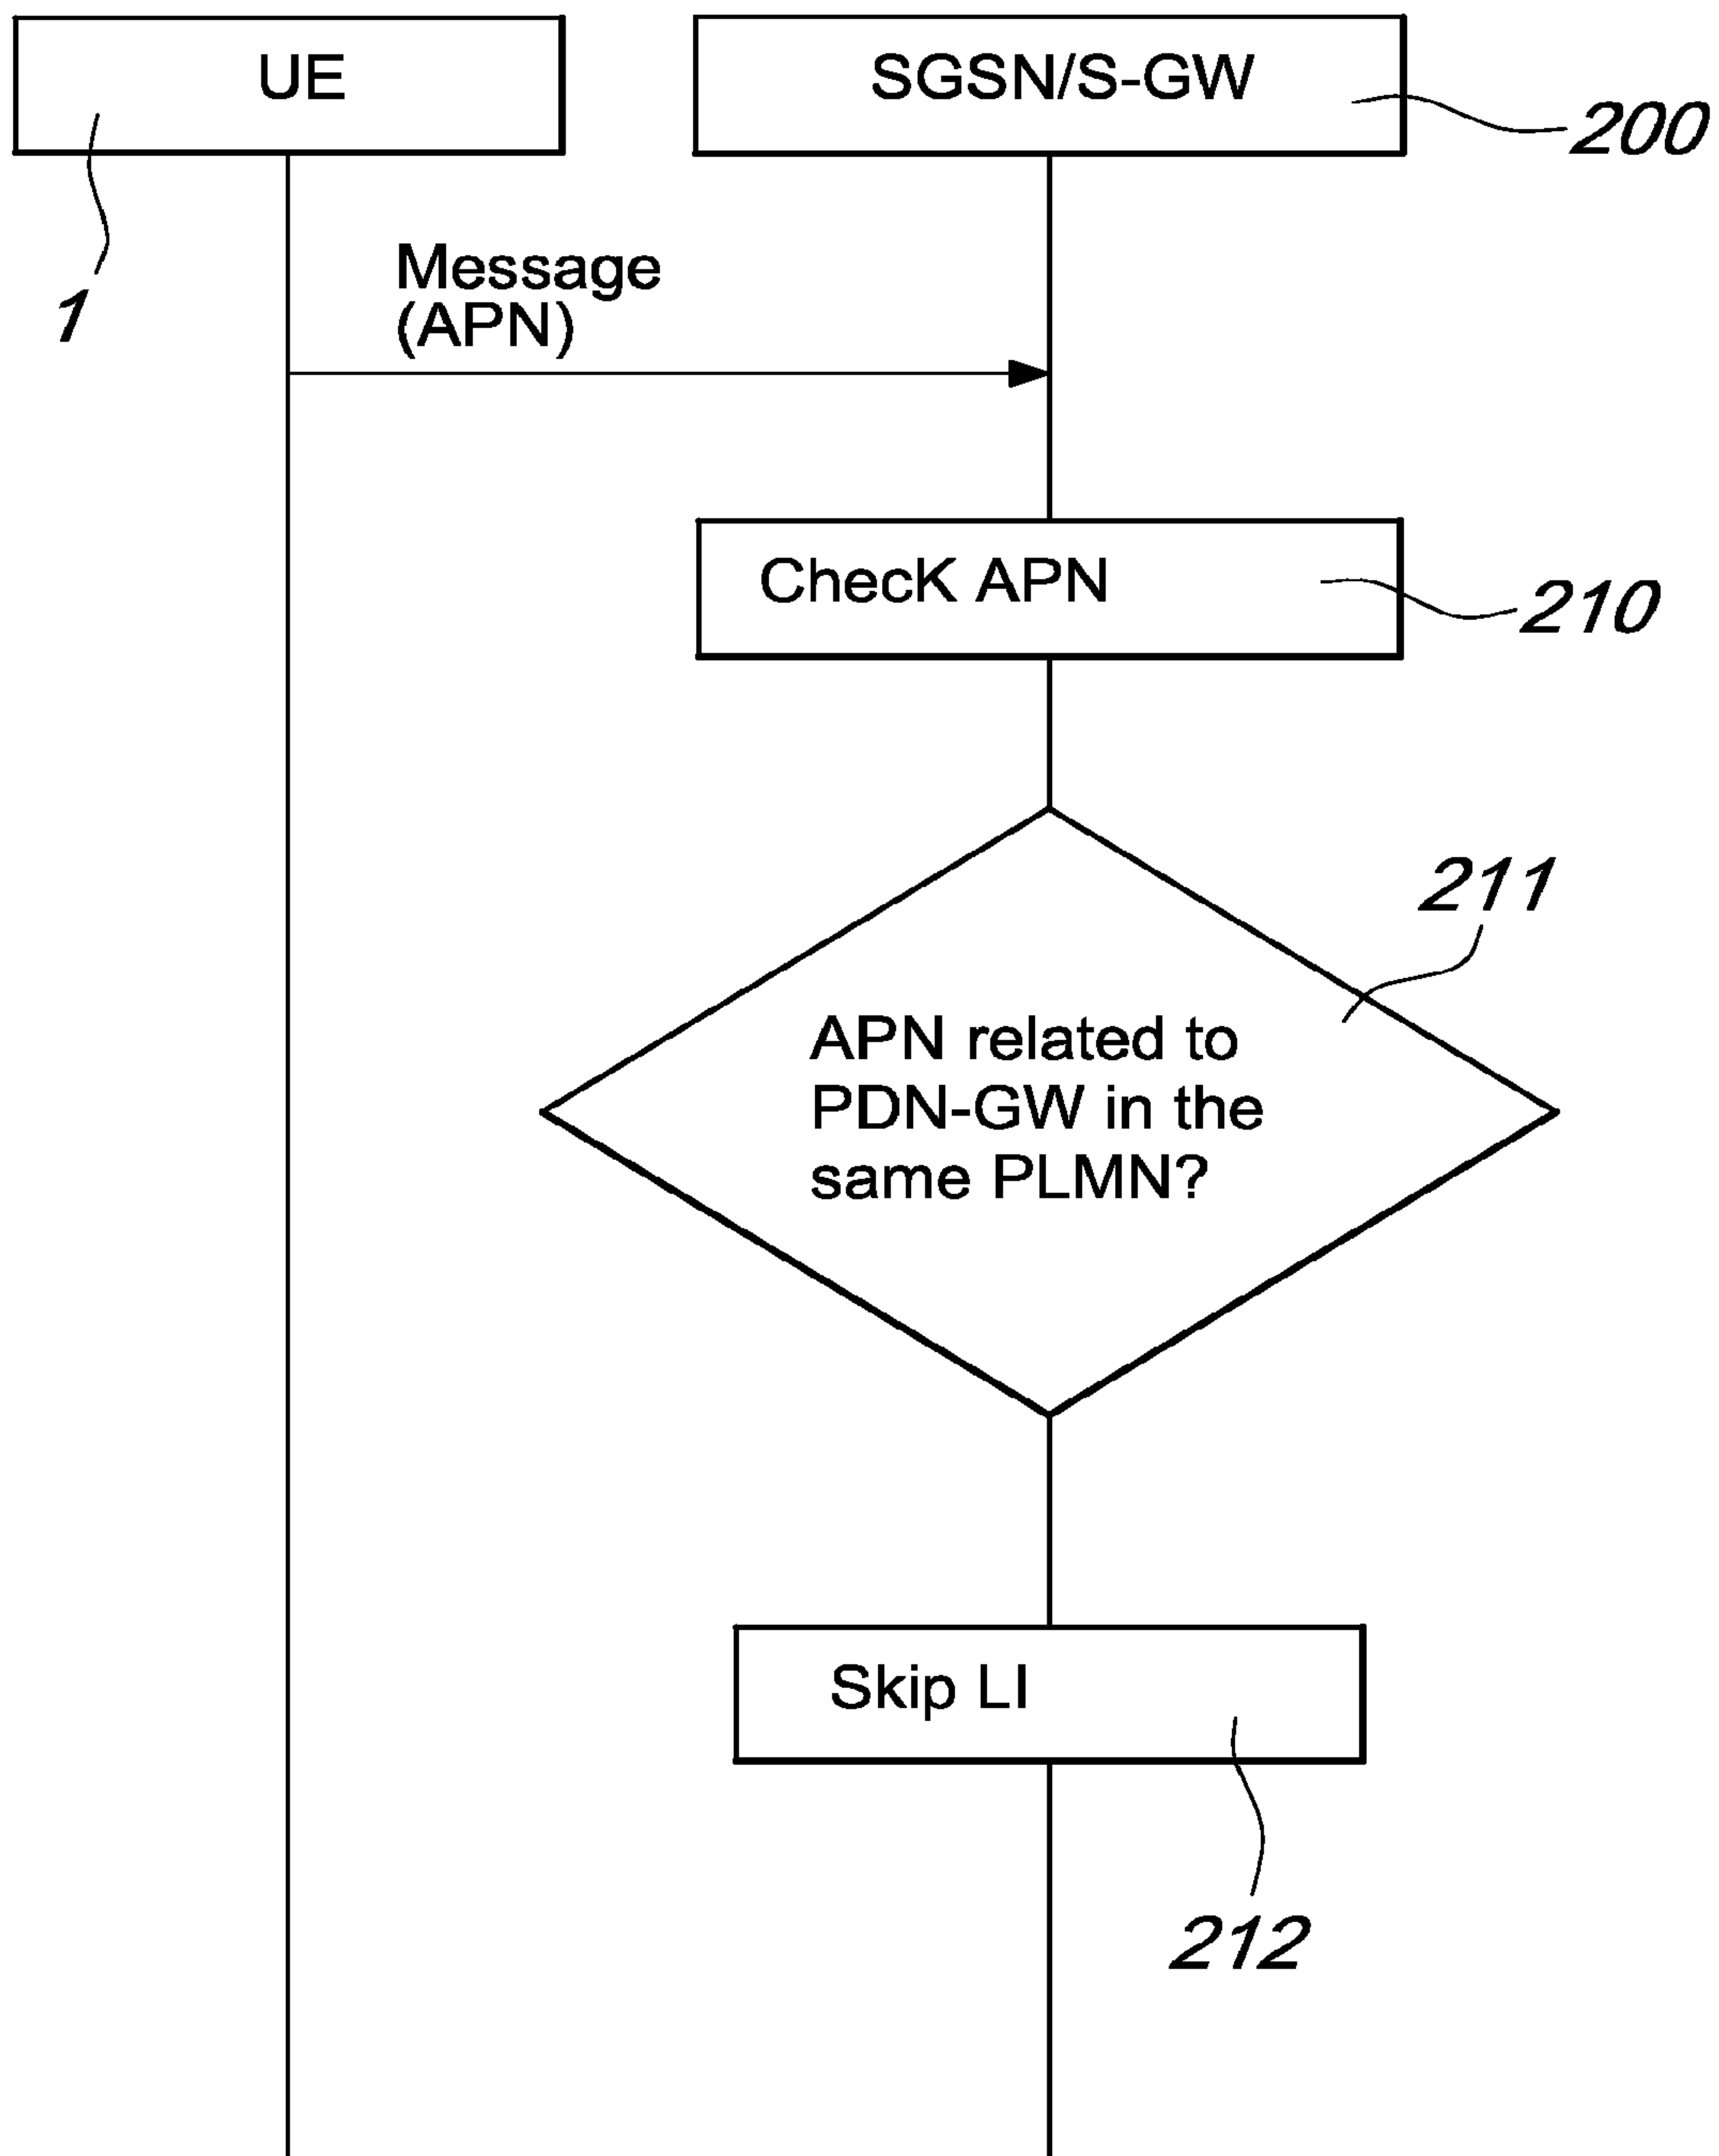 UE
SGSN/S-GW
200
1
Message
(APN)
ChecK APN
210
211
APN related to
PDN-GW in the
same PLMN?
Skip LI
212